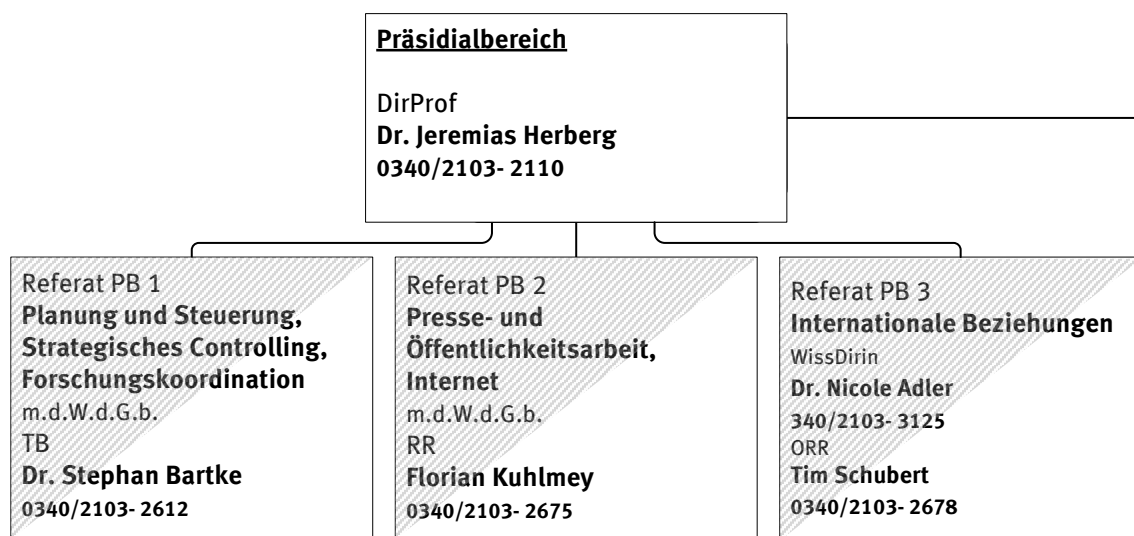 Präsidialbereich
DirProf
Dr. Jeremias Herberg
0340/2103- 2110
Referat PB 1
Planung und Steuerung,
Strategisches Controlling,
Forschungskoordination
m.d.W.d.G.b.
TB
Dr. Stephan Bartke
0340/2103- 2612
Referat PB 2
Presse- und
Öffentlichkeitsarbeit,
Internet
m.d.W.d.G.b.
RR
Florian Kuhlmey
0340/2103- 2675
Referat PB 3
Internationale Beziehungen
WissDirin
Dr. Nicole Adler
340/2103- 3125
ORR
Tim Schubert
0340/2103- 2678